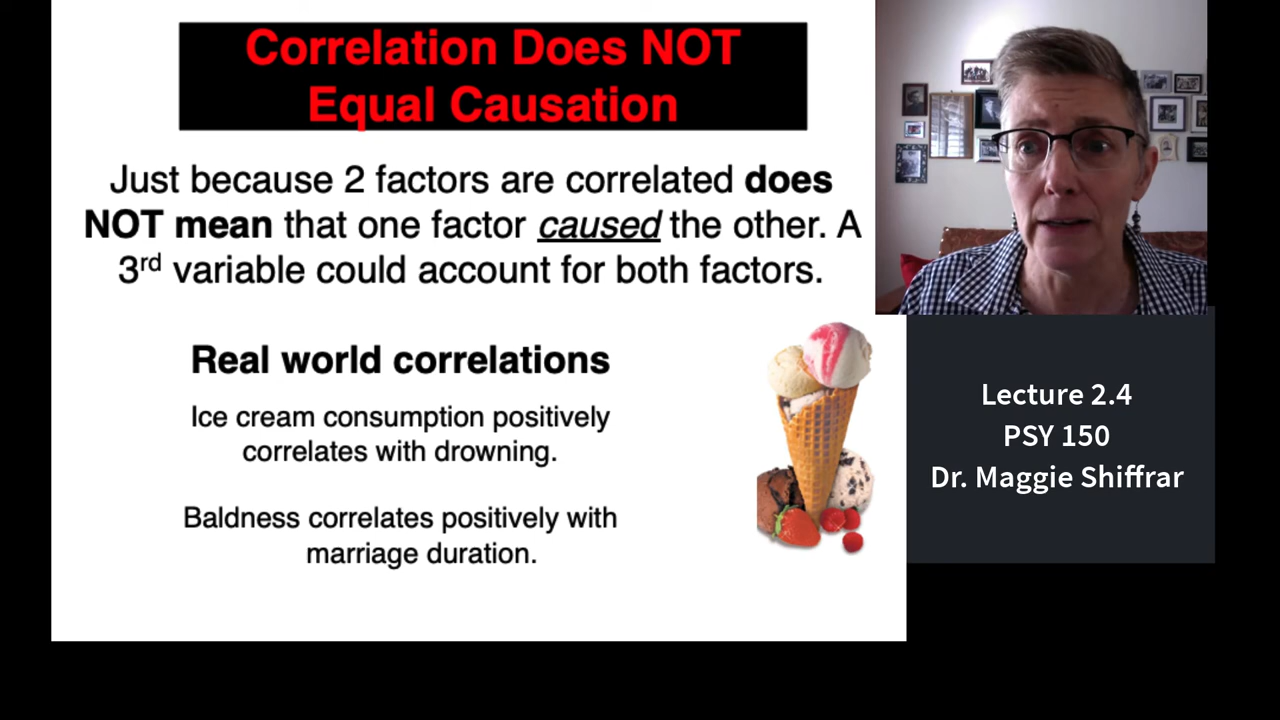 Correlation Does NOT
Equal Causation
Just because 2 factors are correlated does
NOT mean that one factor caused the other. A
3rd variable could account for both factors.
Real world correlations
Ice cream consumption positively
correlates with drowning.
Baldness correlates positively with
marriage duration.
Lecture 2.4
PSY 150
Dr. Maggie Shiffrar